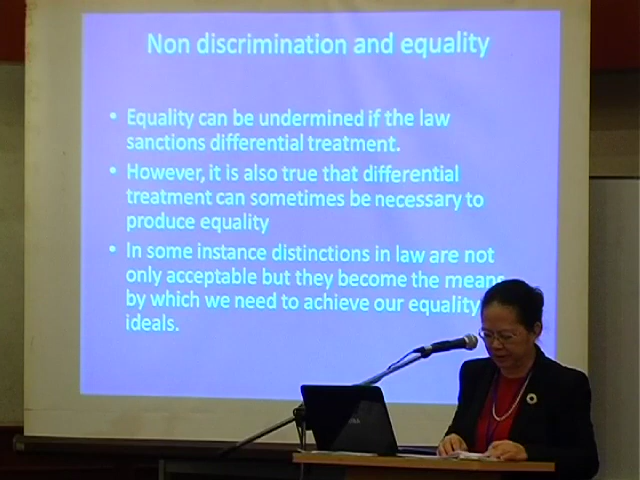 Non discrimination and equality
• Equality can be undermined if the law
sanctions differential treatment.
• However, it is also true that differential
treatment can sometimes be necessary to
produce equality
• In some instance distinctions in law are not
only acceptable but they become the means
by which we need to achieve our equality
ideals.